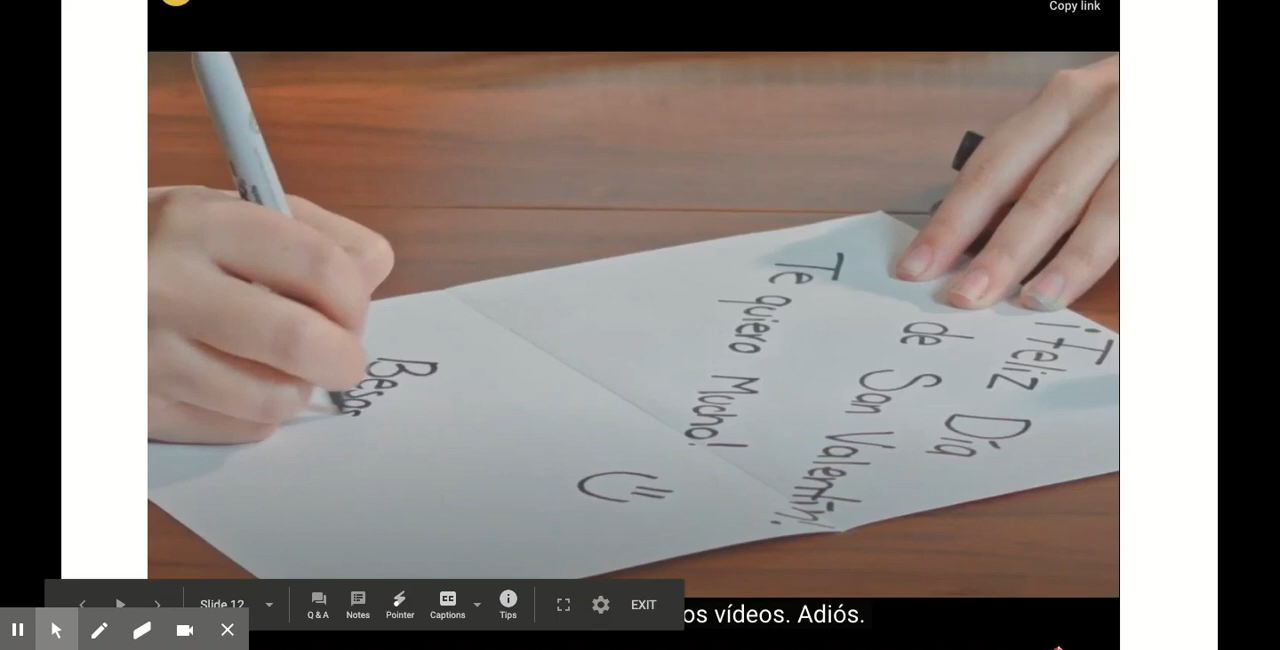 Copy link
¡Feliz Día
de San Valentín!
Te quiero Mucho!
Besos
Slide 12
Q & A
Notes
Pointer
Captions
Tips
EXIT
os vídeos. Adiós.